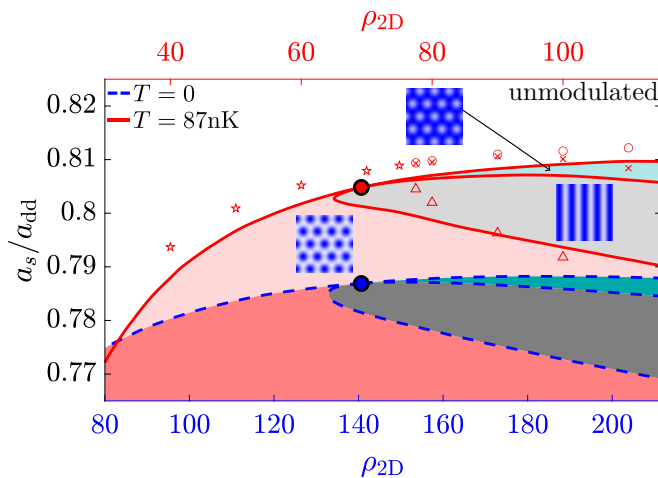 ρ2D
40 60 80 100
0.82
0.81
0.8
0.79
0.78
0.77
as/add
T = 0
T = 87nK
unmodulated
80 100 120 140 160 180 200
ρ2D